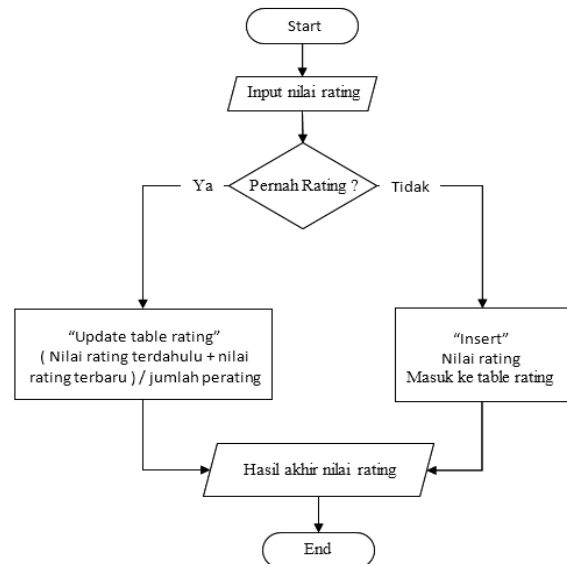 Start
Input nilai rating
Ya
Pernah Rating ?
Tidak
“Update table rating”
( Nilai rating terdahulu + nilai
rating terbaru ) / jumlah perating
“Insert”
Nilai rating
Masuk ke table rating
Hasil akhir nilai rating
End